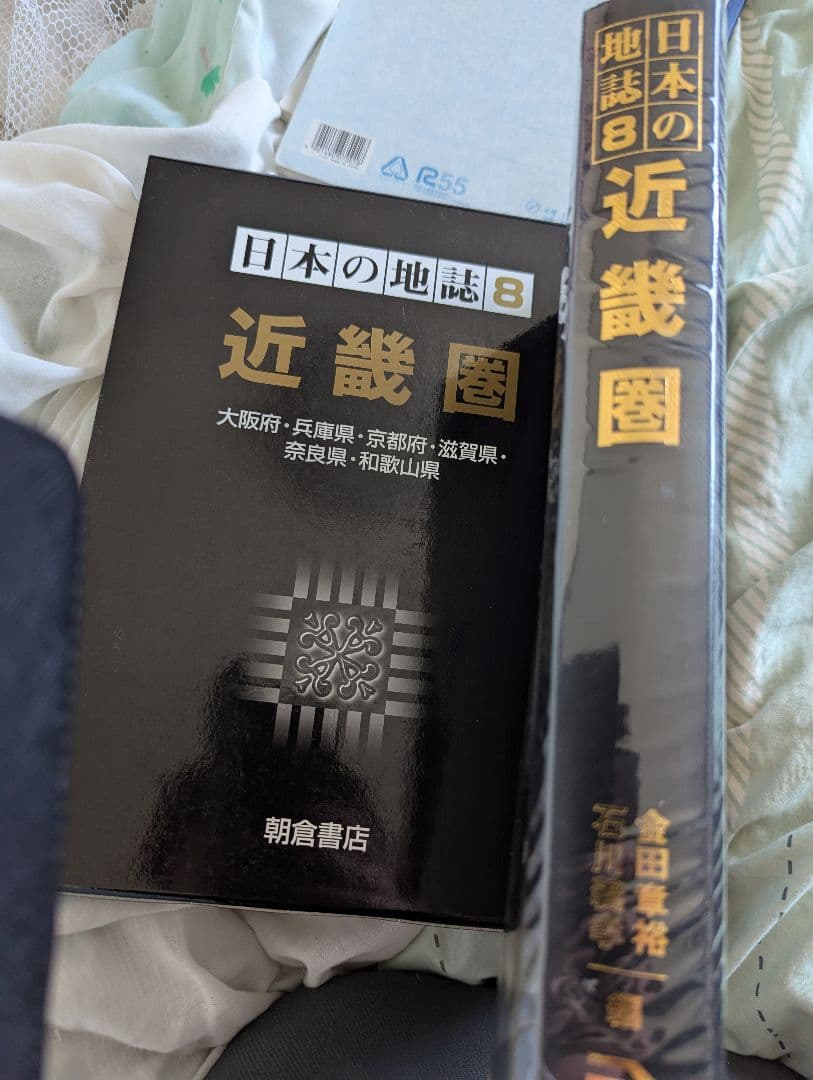 日本の地誌8
近畿圏
大阪府・兵庫県・京都府・滋賀県・
奈良県・和歌山県
朝倉書店
日本の
地誌8
近畿圏
金田章裕
石川義孝
編
R55